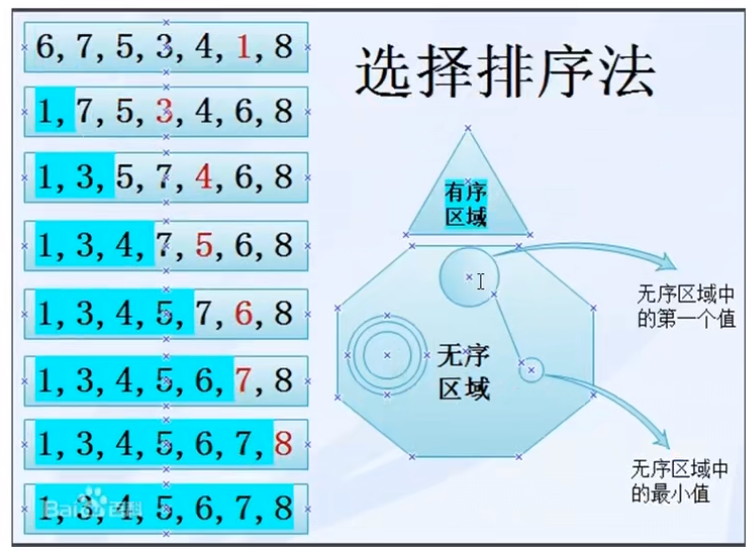 6, 7, 5, 3, 4, 1, 8
1, 7, 5, 3, 4, 6, 8
1, 3, 5, 7, 4, 6, 8
1, 3, 4, 7, 5, 6, 8
1, 3, 4, 5, 7, 6, 8
1, 3, 4, 5, 6, 7, 8
1, 3, 4, 5, 6, 7, 8
1, 3, 4, 5, 6, 7, 8
Bai百科
选择排序法
有序
区域
无序
区域
无序区域中
的第一个值
无序区域中
的最小值